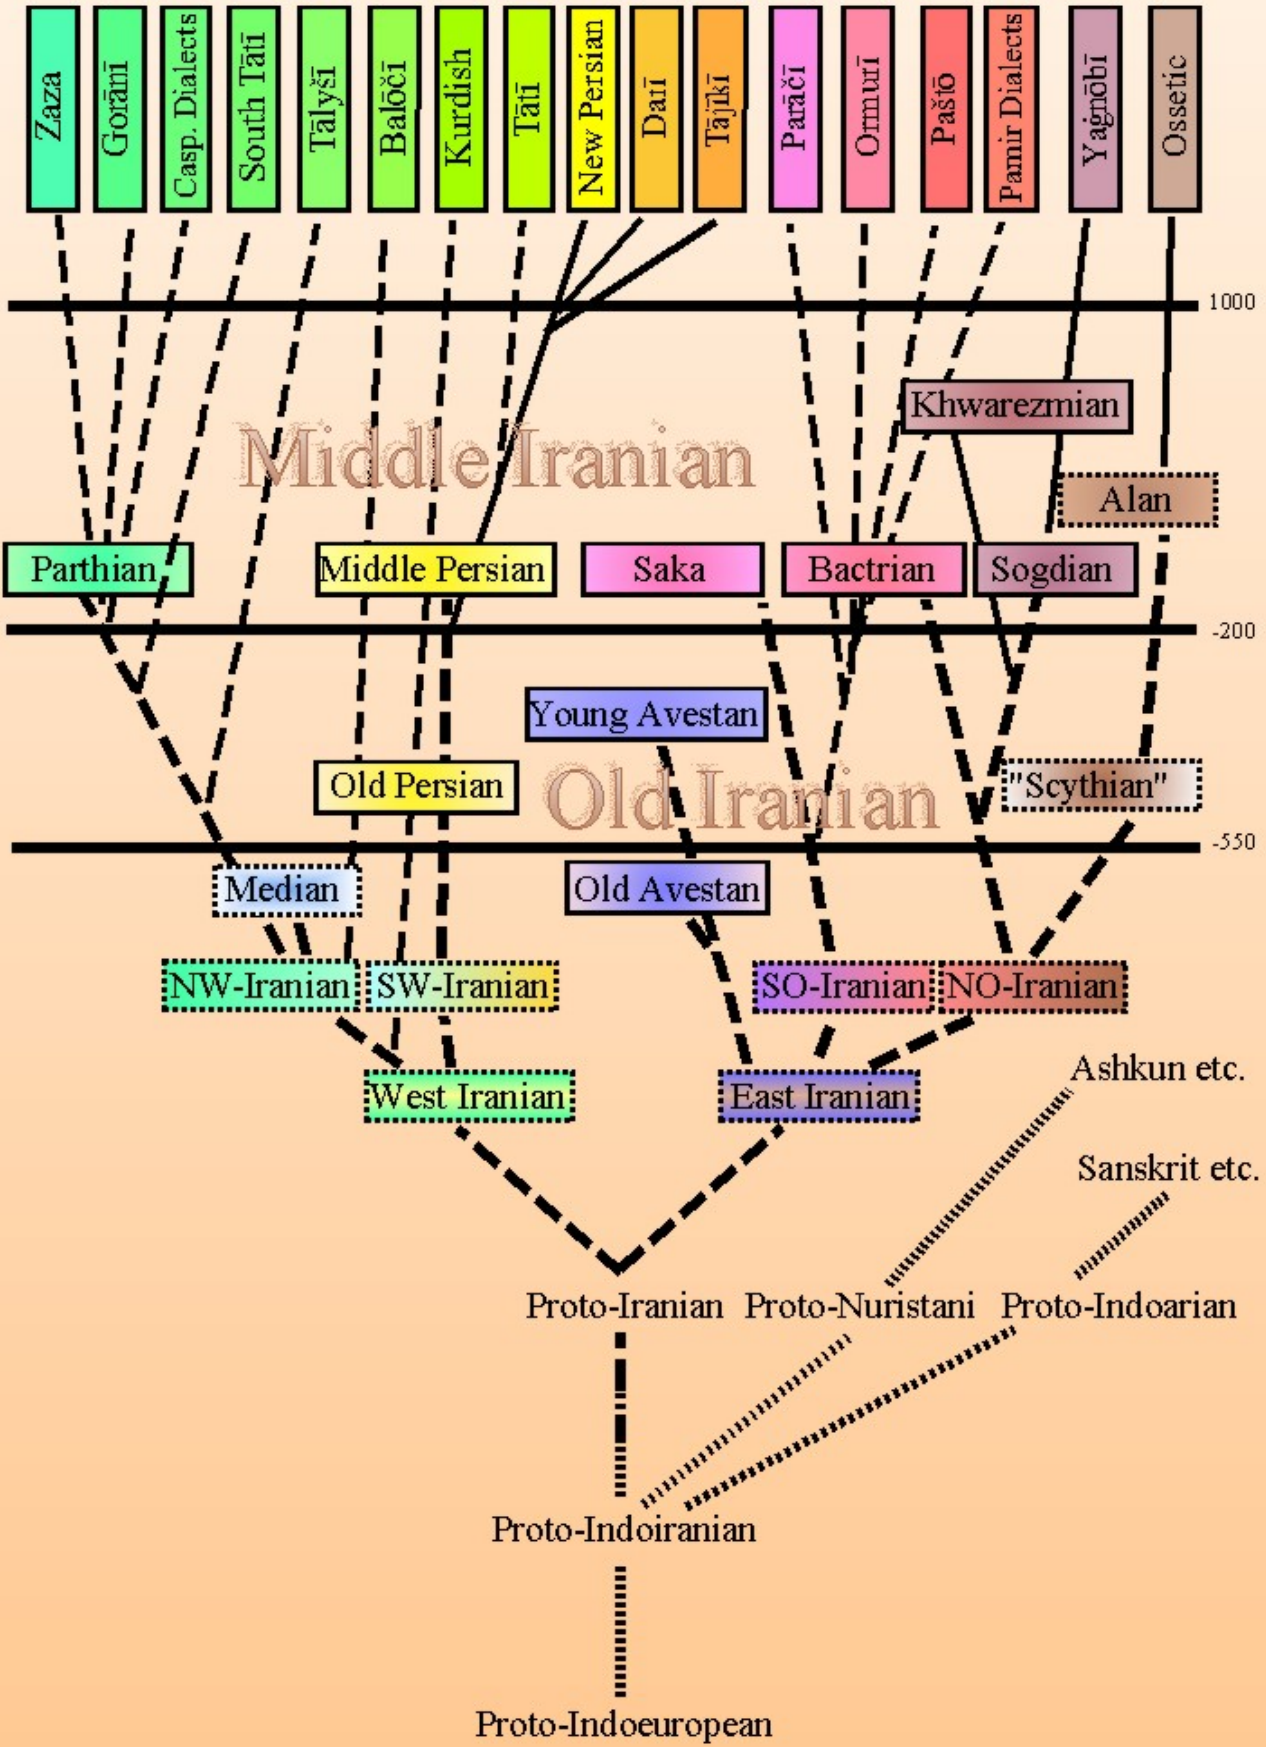 Zaza
Gorānī
Casp. Dialects
South Tātī
Tālyšī
Balōčī
Kurdish
Tātī
New Persian
Darī
Tājīkī
Parāčī
Ormurī
Paštō
Pamir Dialects
Yaġnōbī
Ossetic
1000
Khwarezmian
Middle Iranian
Alan
Parthian
Middle Persian
Saka
Bactrian
Sogdian
-200
Young Avestan
Old Persian
Old Iranian
"Scythian"
-550
Median
Old Avestan
NW-Iranian
SW-Iranian
SO-Iranian
NO-Iranian
West Iranian
East Iranian
Ashkun etc.
Sanskrit etc.
Proto-Iranian
Proto-Nuristani
Proto-Indoarian
Proto-Indoiranian
Proto-Indoeuropean